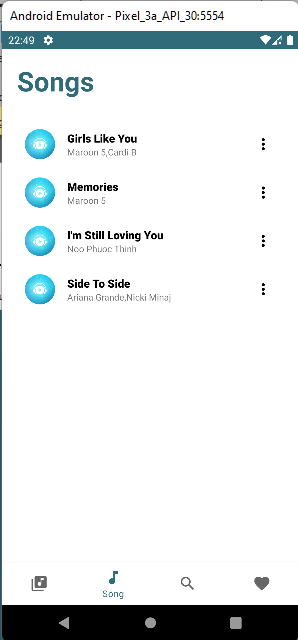 Android Emulator - Pixel_3a_API_30:5554
22:49
Songs
Girls Like You
Maroon 5,Cardi B
Memories
Maroon 5
I'm Still Loving You
Noo Phuoc Thinh
Side To Side
Ariana Grande,Nicki Minaj
Song